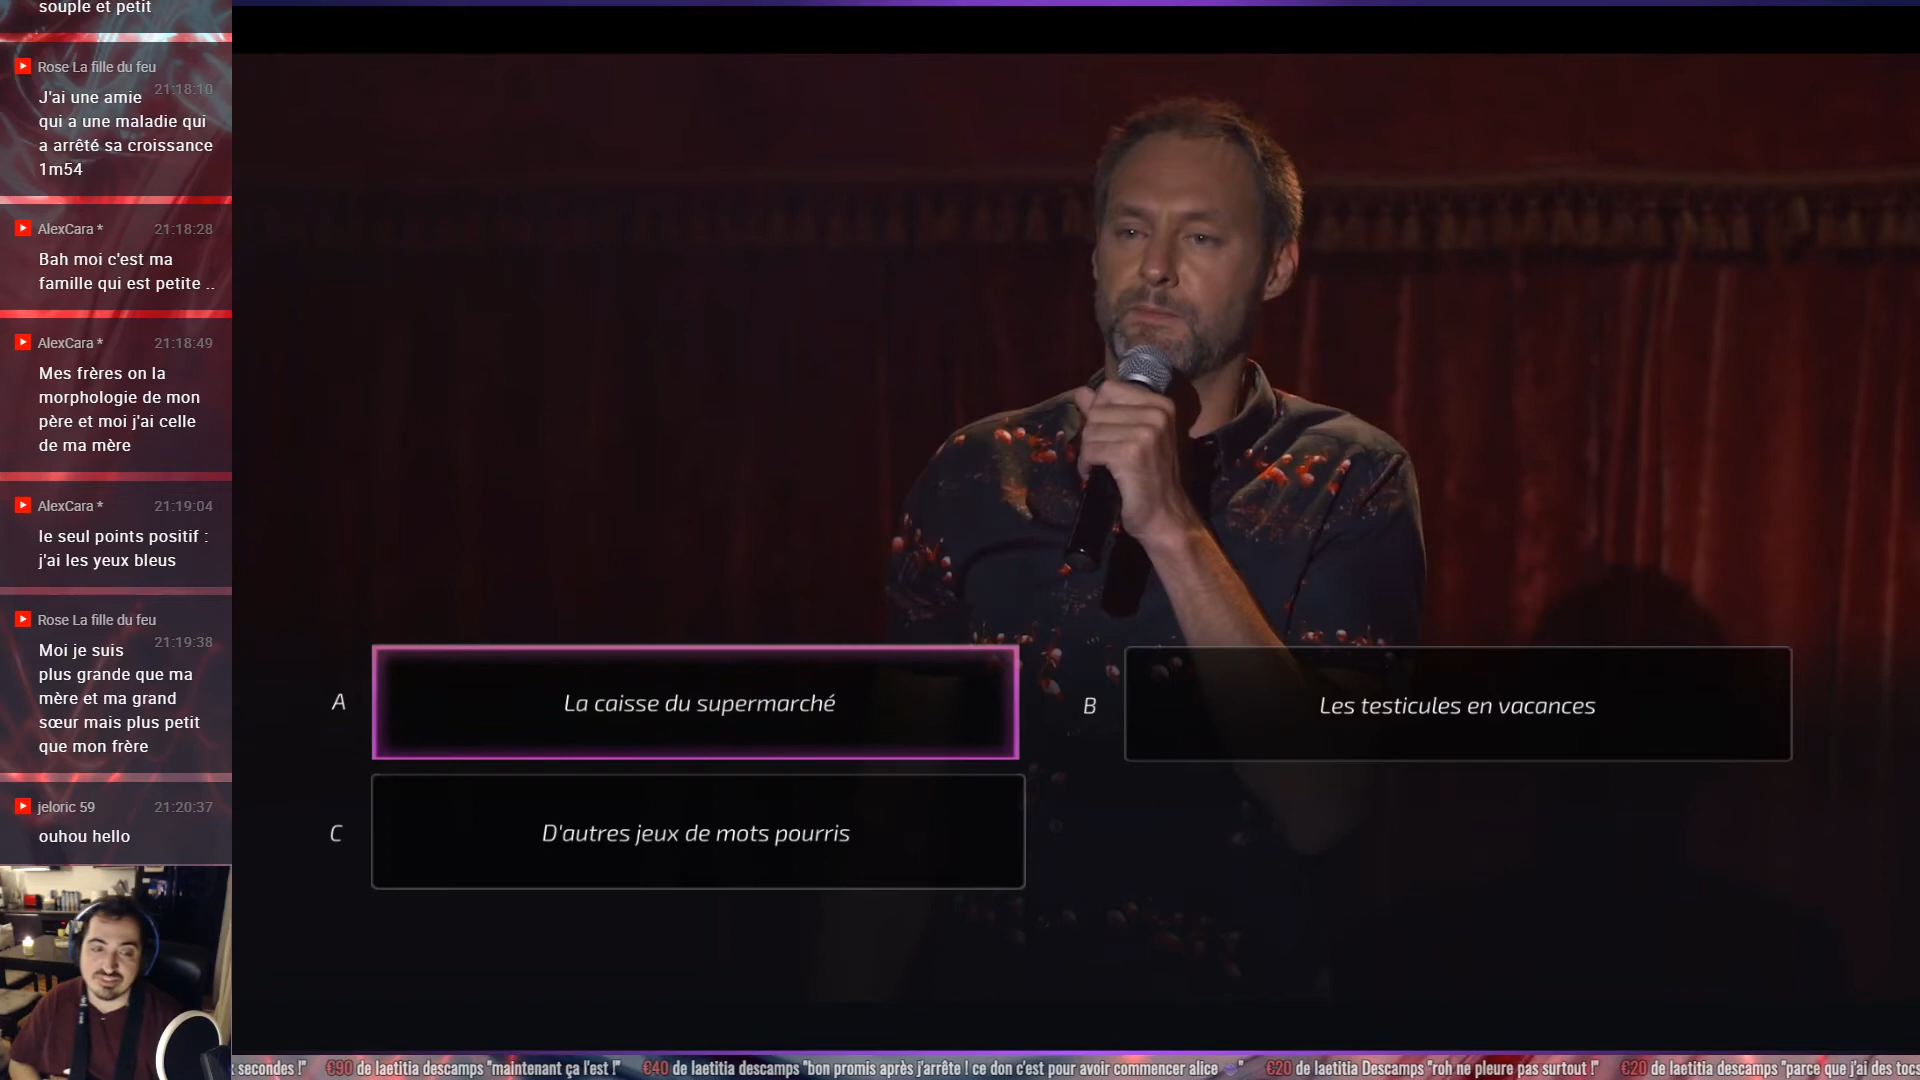 souple et petit
Rose La fille du feu
21:18:10
J'ai une amie
qui a une maladie qui
a arrêté sa croissance
1m54
AlexCara * 21:18:28
Bah moi c'est ma
famille qui est petite ..
AlexCara * 21:18:49
Mes frères on la
morphologie de mon
père et moi j'ai celle
de ma mère
AlexCara * 21:19:04
le seul points positif :
j'ai les yeux bleus
Rose La fille du feu
21:19:38
Moi je suis
plus grande que ma
mère et ma grand
sœur mais plus petit
que mon frère
jeloric 59 21:20:37
ouhou hello
A La caisse du supermarché
B Les testicules en vacances
C D'autres jeux de mots pourris
secondes !" €90 de laetitia descamps "maintenant ça l'est !" €40 de laetitia descamps "bon promis après j'arrête ! ce don c'est pour avoir commencer alice " €20 de laetitia Descamps "roh ne pleure pas surtout !" €20 de laetitia descamps "parce que j'ai des tocs